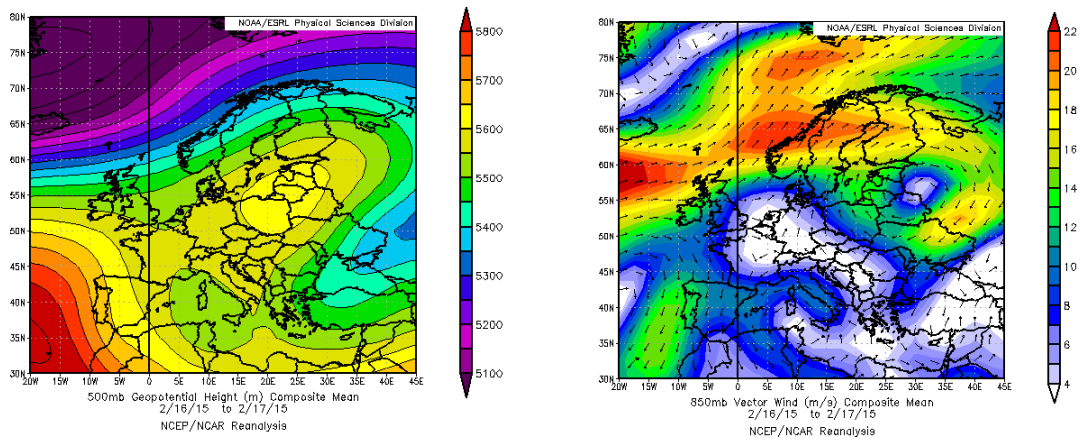 NOAA/ESRL Physical Sciences Division
80N
75N
70N
65N
60N
55N
50N
45N
40N
35N
30N
20W 15W 10W 5W 0 5E 10E 15E 20E 25E 30E 35E 40E 45E
5800
5700
5600
5500
5400
5300
5200
5100
500mb Geopotential Height (m) Composite Mean
2/16/15 to 2/17/15
NCEP/NCAR Reanalysis
NOAA/ESRL Physical Sciences Division
80N
75N
70N
65N
60N
55N
50N
45N
40N
35N
30N
20W 15W 10W 5W 0 5E 10E 15E 20E 25E 30E 35E 40E 45E
22
20
18
16
14
12
10
8
6
4
850mb Vector Wind (m/s) Composite Mean
2/16/15 to 2/17/15
NCEP/NCAR Reanalysis